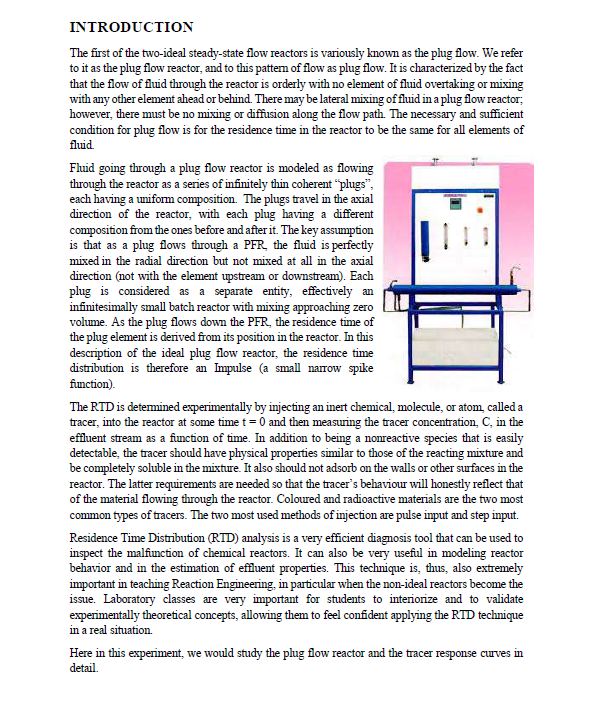 INTRODUCTION
The first of the two-ideal steady-state flow reactors is variously known as the plug flow. We refer
to it as the plug flow reactor, and to this pattern of flow as plug flow. It is characterized by the fact
that the flow of fluid through the reactor is orderly with no element of fluid overtaking or mixing
with any other element ahead or behind. There may be lateral mixing of fluid in a plug flow reactor;
however, there must be no mixing or diffusion along the flow path. The necessary and sufficient
condition for plug flow is for the residence time in the reactor to be the same for all elements of
fluid.
Fluid going through a plug flow reactor is modeled as flowing
through the reactor as a series of infinitely thin coherent “plugs”,
each having a uniform composition. The plugs travel in the axial
direction of the reactor, with each plug having a different
composition from the ones before and after it. The key assumption
is that as a plug flows through a PFR, the fluid is perfectly
mixed in the radial direction but not mixed at all in the axial
direction (not with the element upstream or downstream). Each
plug is considered as a separate entity, effectively an
infinitesimally small batch reactor with mixing approaching zero
volume. As the plug flows down the PFR, the residence time of
the plug element is derived from its position in the reactor. In this
description of the ideal plug flow reactor, the residence time
distribution is therefore an Impulse (a small narrow spike
function).
The RTD is determined experimentally by injecting an inert chemical, molecule, or atom, called a
tracer, into the reactor at some time t = 0 and then measuring the tracer concentration, C, in the
effluent stream as a function of time. In addition to being a nonreactive species that is easily
detectable, the tracer should have physical properties similar to those of the reacting mixture and
be completely soluble in the mixture. It also should not adsorb on the walls or other surfaces in the
reactor. The latter requirements are needed so that the tracer’s behaviour will honestly reflect that
of the material flowing through the reactor. Coloured and radioactive materials are the two most
common types of tracers. The two most used methods of injection are pulse input and step input.
Residence Time Distribution (RTD) analysis is a very efficient diagnosis tool that can be used to
inspect the malfunction of chemical reactors. It can also be very useful in modeling reactor
behavior and in the estimation of effluent properties. This technique is, thus, also extremely
important in teaching Reaction Engineering, in particular when the non-ideal reactors become the
issue. Laboratory classes are very important for students to interiorize and to validate
experimentally theoretical concepts, allowing them to feel confident applying the RTD technique
in a real situation.
Here in this experiment, we would study the plug flow reactor and the tracer response curves in
detail.